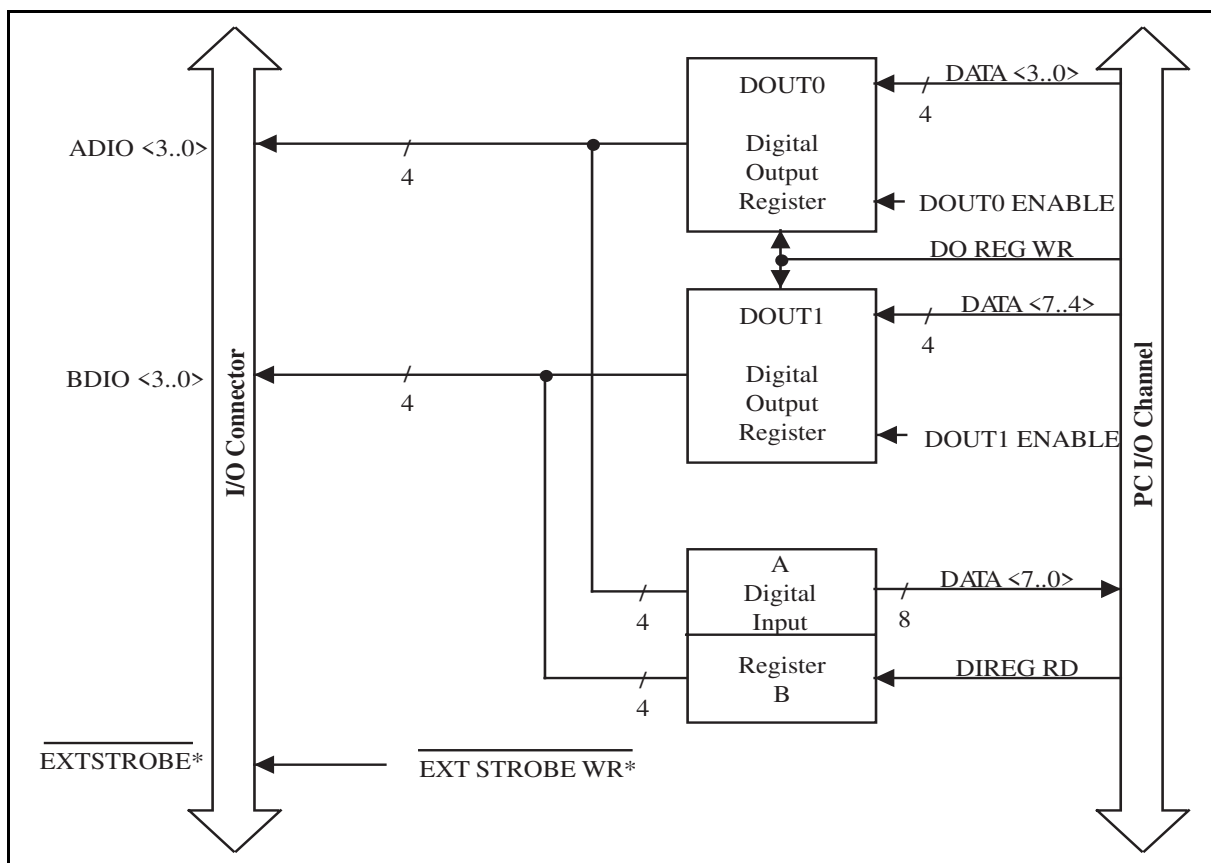 DOUT0
Digital
Output
Register
DATA <3..0>
4
DOUT0 ENABLE
ADIO <3..0>
4
DO REG WR
DOUT1
Digital
Output
Register
DATA <7..4>
4
DOUT1 ENABLE
BDIO <3..0>
4
I/O Connector
PC I/O Channel
A
Digital
Input
Register
B
4
4
DATA <7..0>
8
DIREG RD
EXTSTROBE*
EXT STROBE WR*